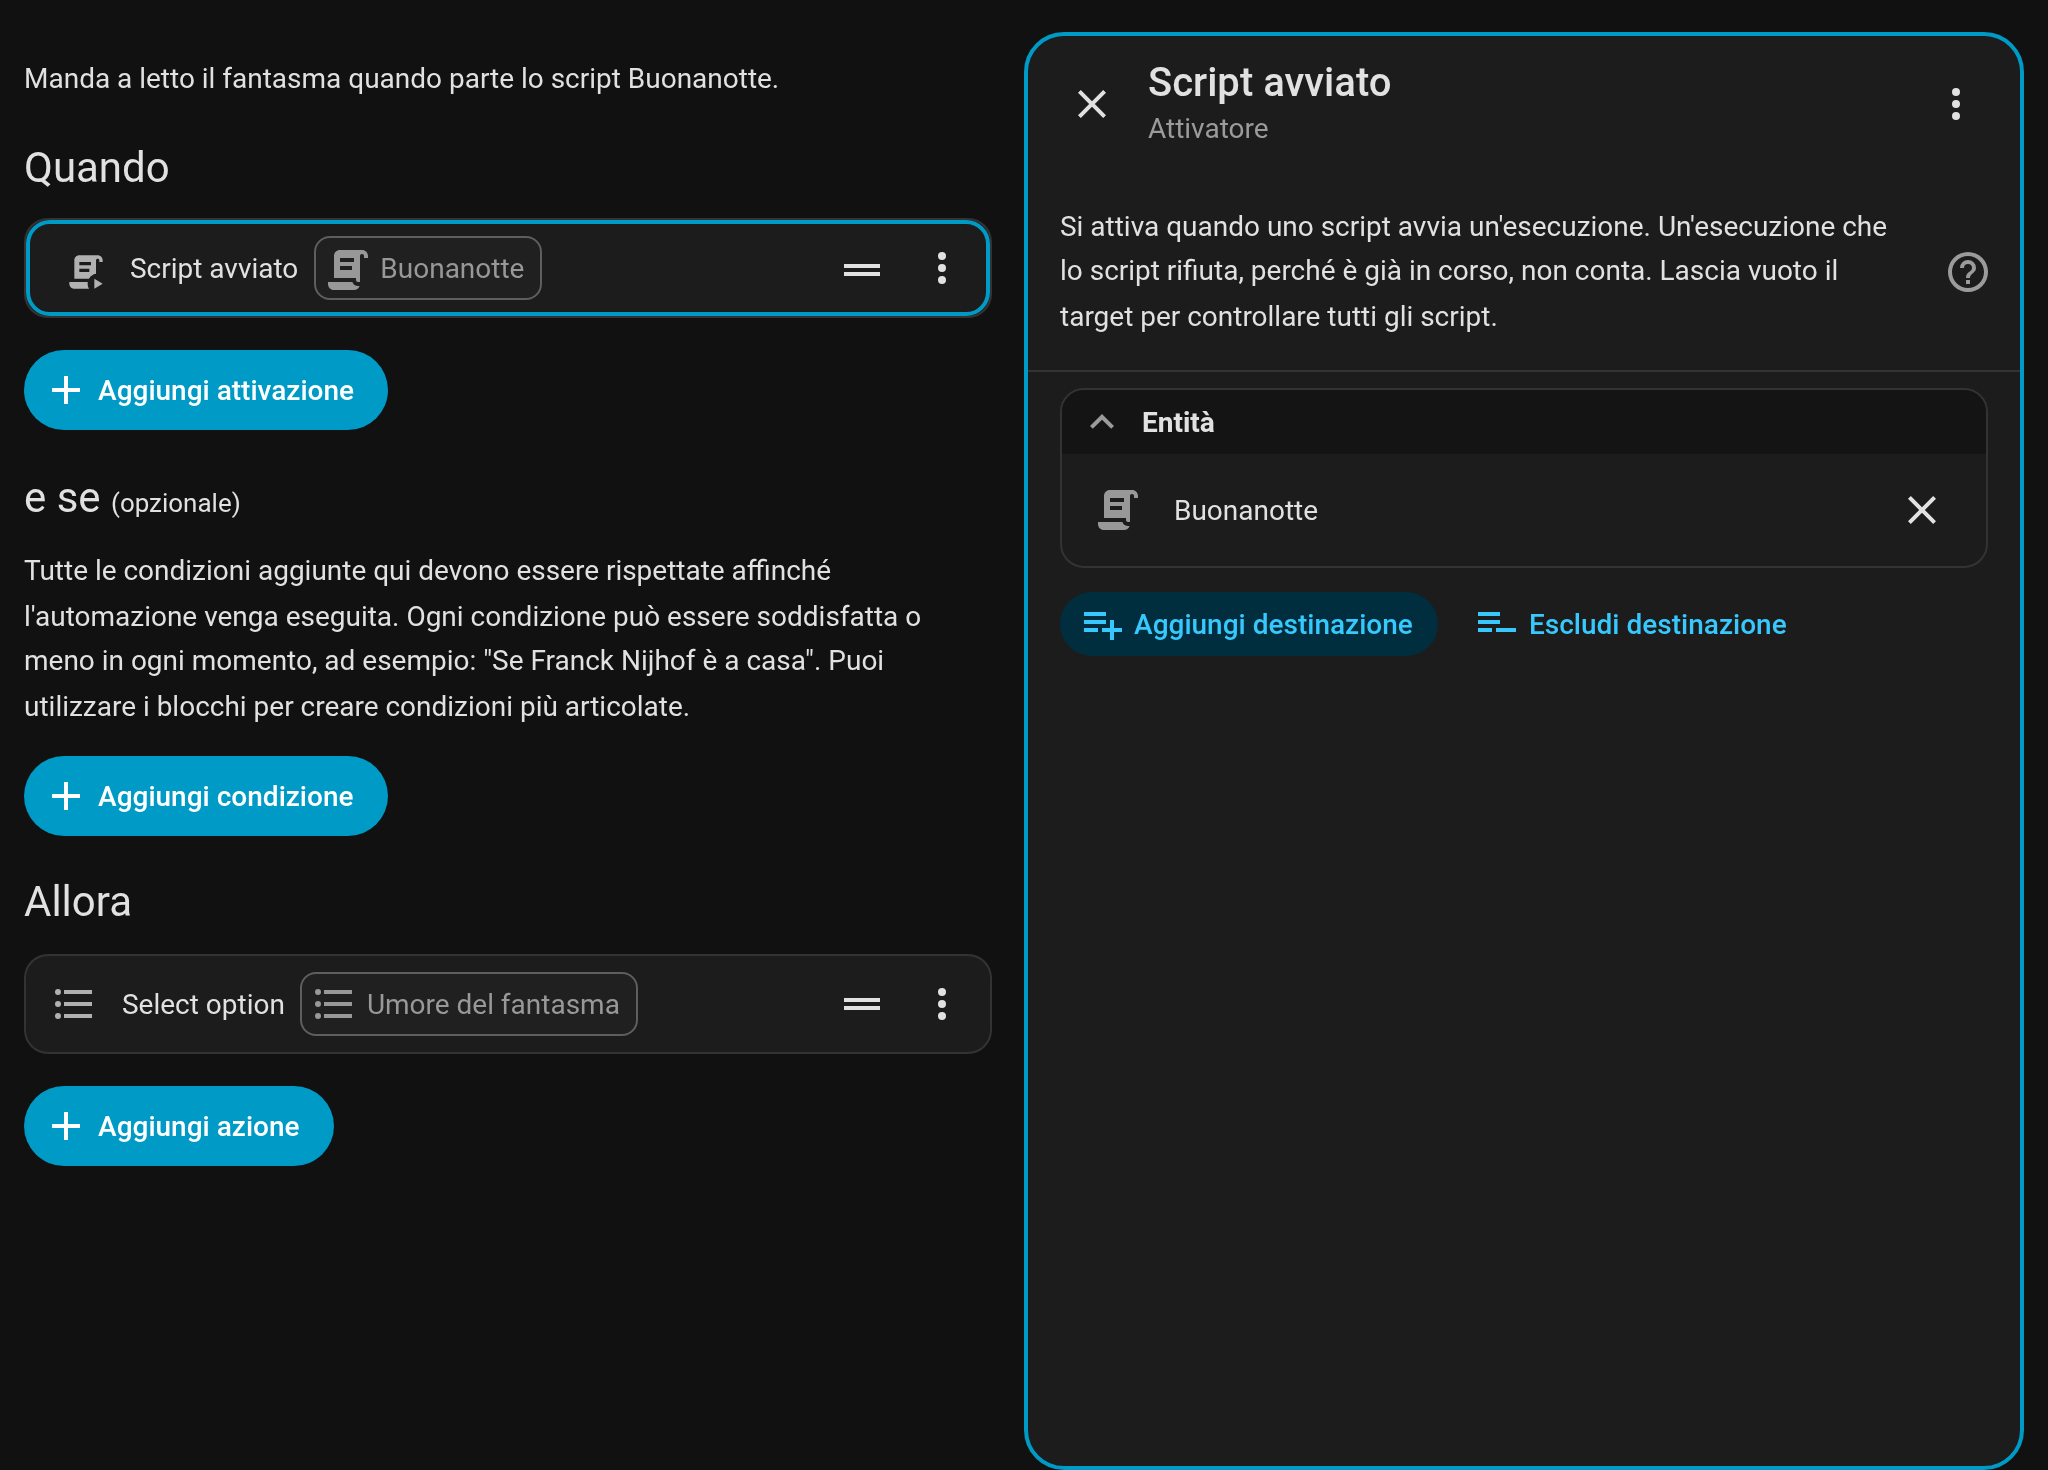 Manda a letto il fantasma quando parte lo script Buonanotte.
Quando
Script avviato
Buonanotte
Aggiungi attivazione
e se (opzionale)
Tutte le condizioni aggiunte qui devono essere rispettate affinché
l'automazione venga eseguita. Ogni condizione può essere soddisfatta o
meno in ogni momento, ad esempio: "Se Franck Nijhof è a casa". Puoi
utilizzare i blocchi per creare condizioni più articolate.
Aggiungi condizione
Allora
Select option
Umore del fantasma
Aggiungi azione
Script avviato
Attivatore
Si attiva quando uno script avvia un'esecuzione. Un'esecuzione che
lo script rifiuta, perché è già in corso, non conta. Lascia vuoto il
target per controllare tutti gli script.
Entità
Buonanotte
Aggiungi destinazione
Escludi destinazione